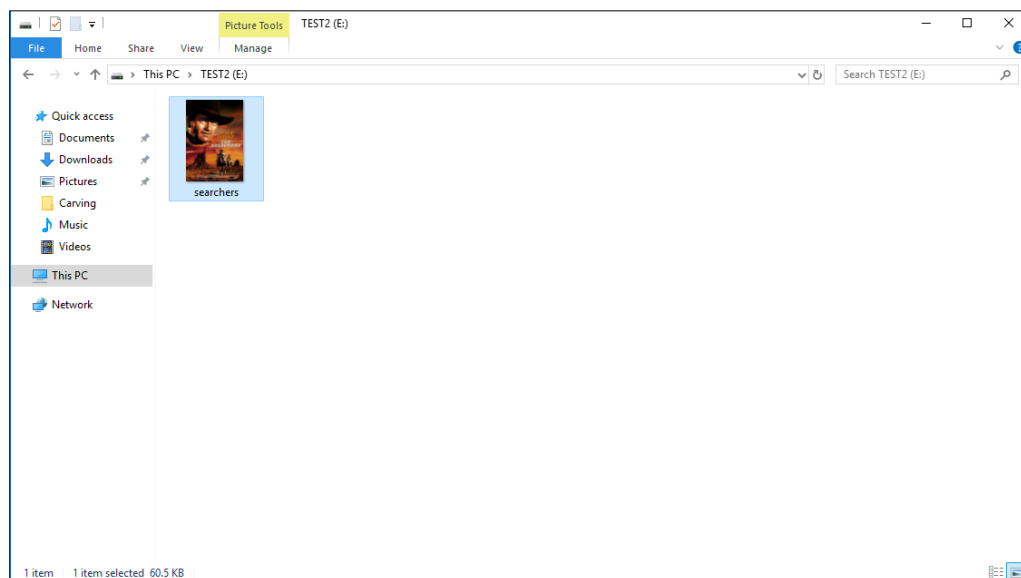 Picture Tools
TEST2 (E:)
File
Home
Share
View
Manage
This PC
TEST2 (E:)
Search TEST2 (E:)
Quick access
Documents
Downloads
Pictures
Carving
Music
Videos
This PC
Network
searchers
1 item
1 item selected 60.5 KB